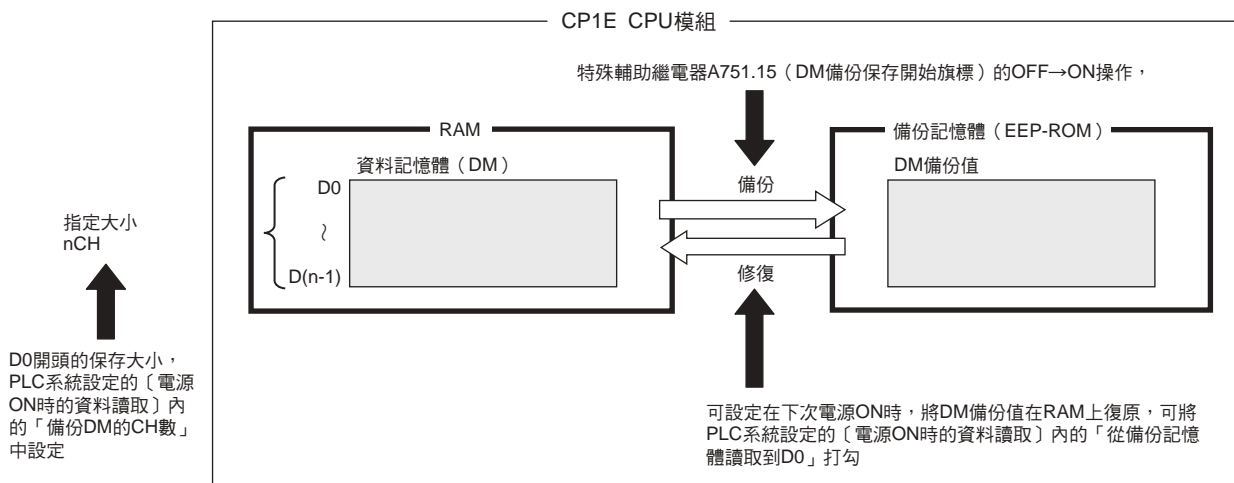 CP1E CPU模組
特殊輔助繼電器A751.15（DM備份保存開始旗標）的OFF→ON操作，
RAM
備份記憶體（EEP-ROM）
資料記憶體（DM）
DM備份值
D0
～
D(n-1)
備份
修復
指定大小
nCH
D0開頭的保存大小，
PLC系統設定的〔電源
ON時的資料讀取〕內
的「備份DM的CH數」
中設定
可設定在下次電源ON時，將DM備份值在RAM上復原，可將
PLC系統設定的〔電源ON時的資料讀取〕內的「從備份記憶
體讀取到D0」打勾